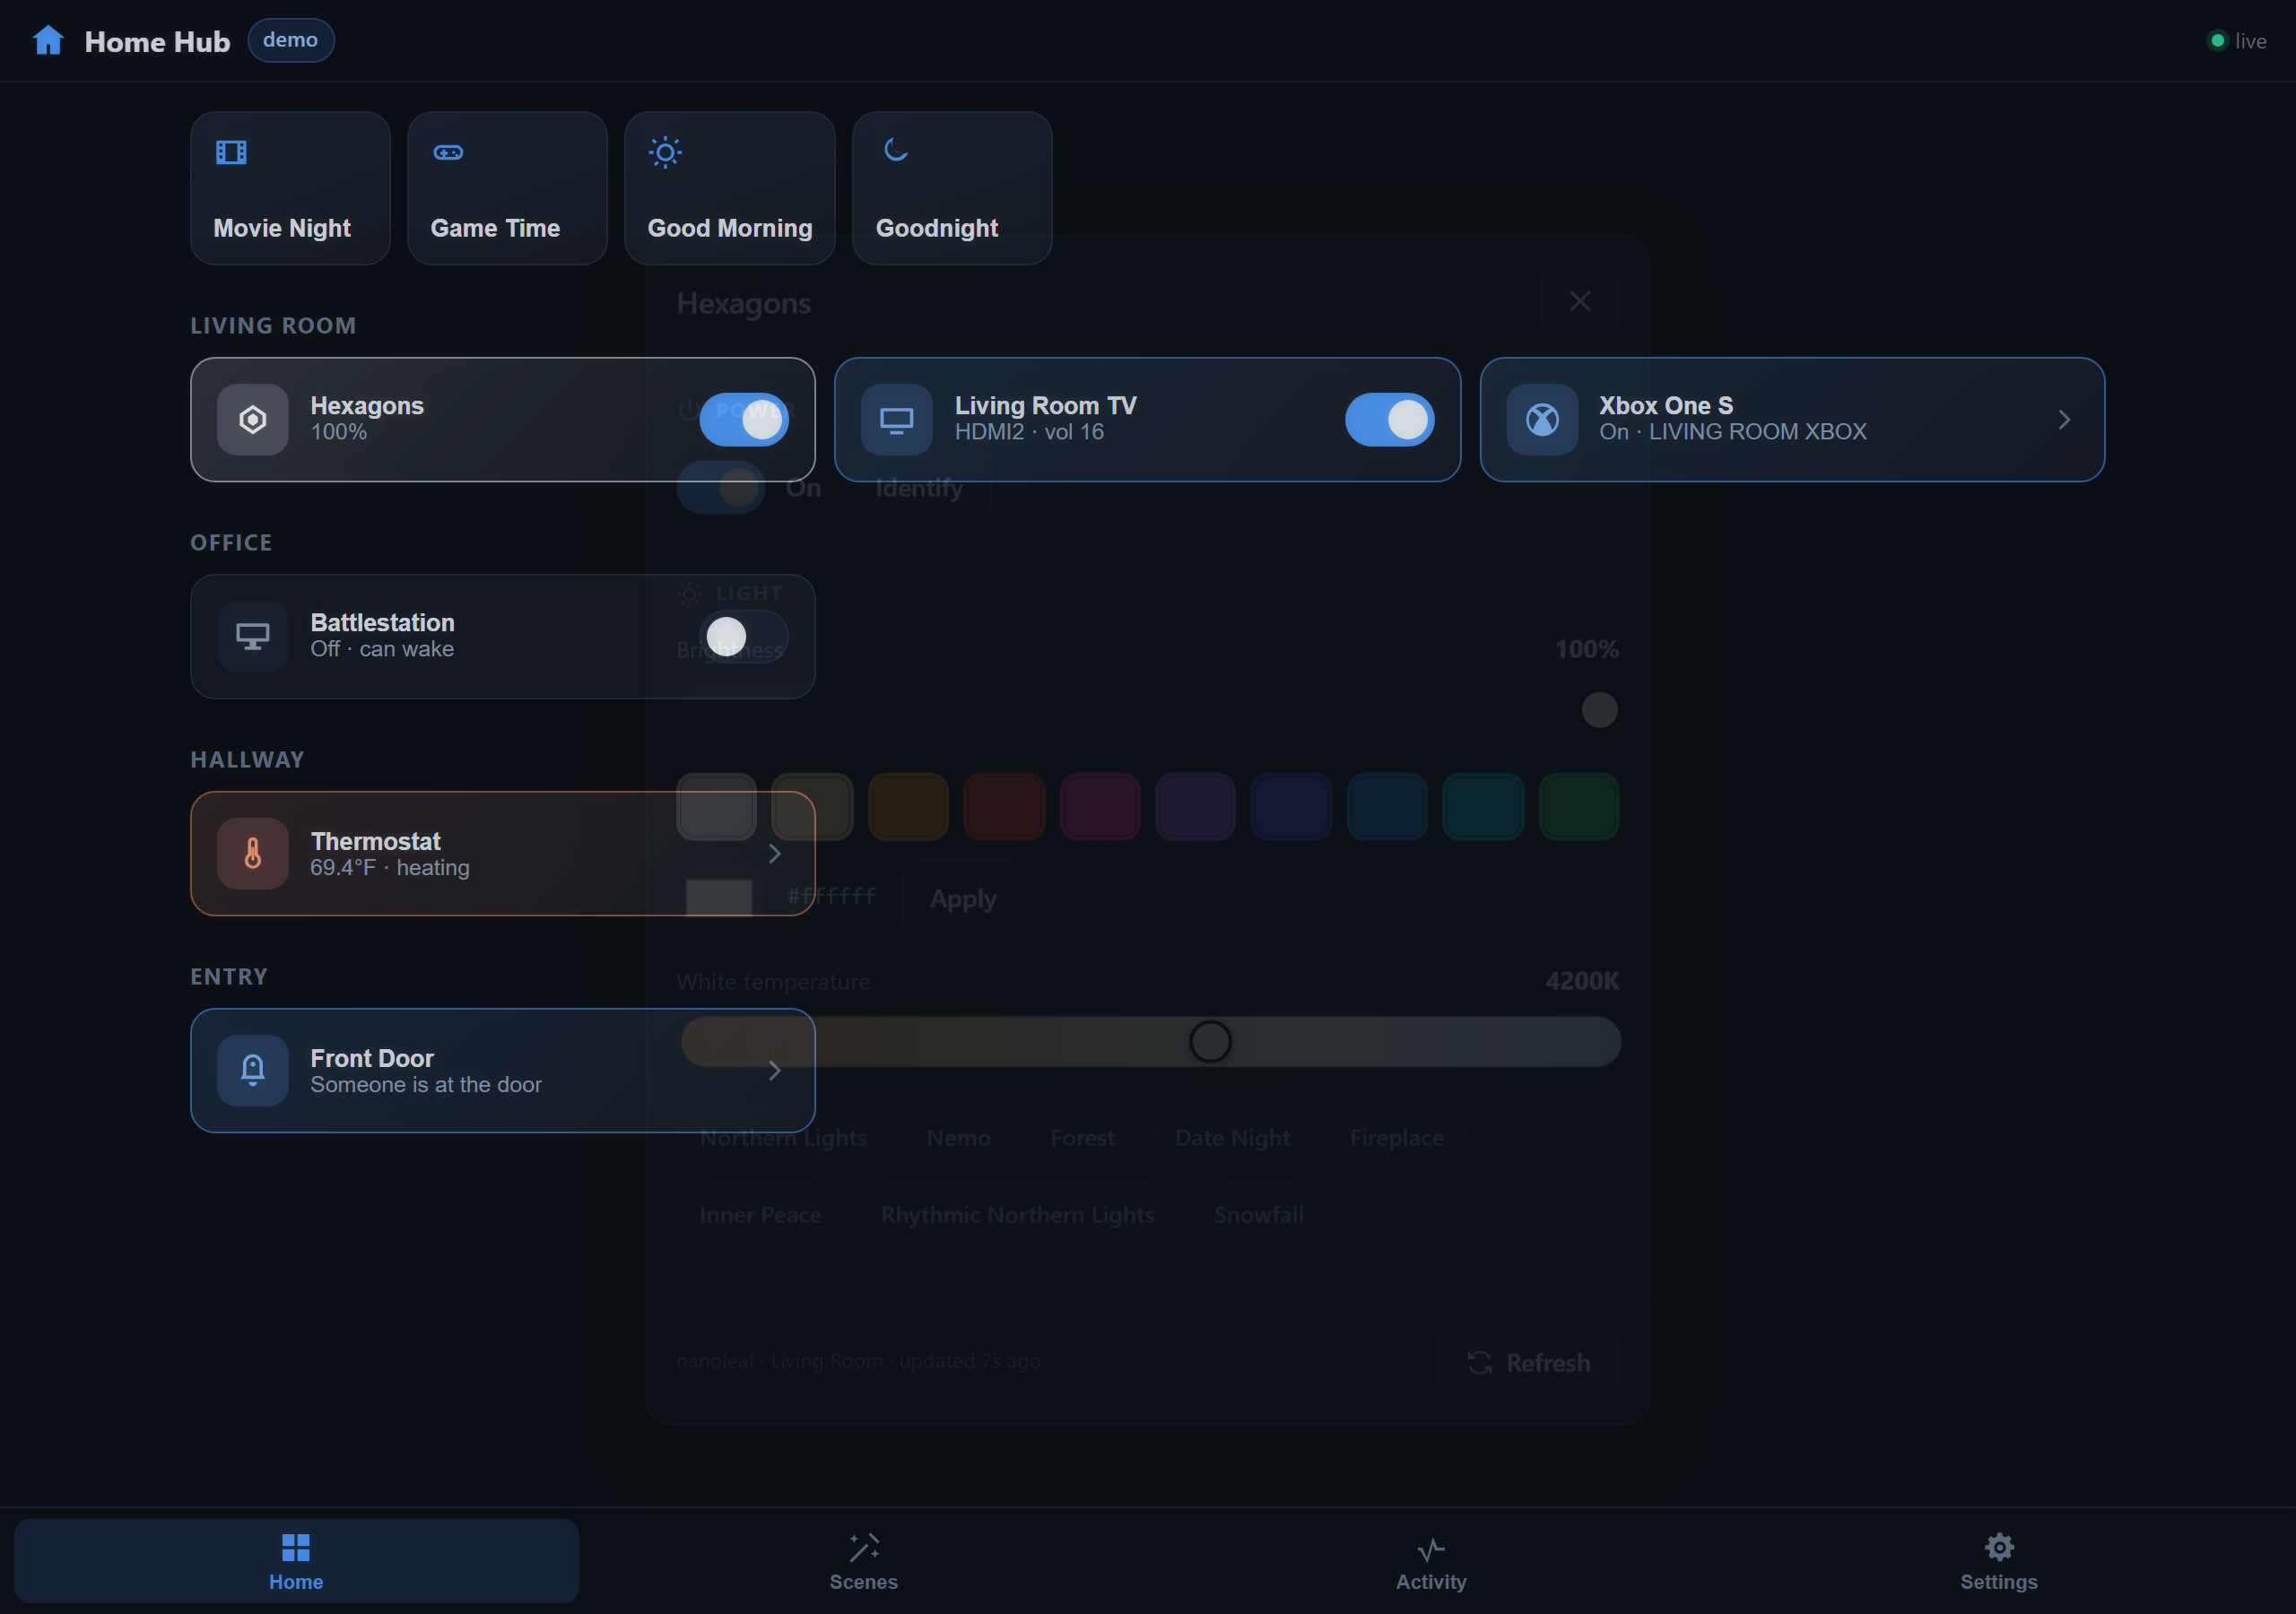 Home Hub demo live
Movie Night
Game Time
Good Morning
Goodnight
Hexagons
LIVING ROOM
Hexagons
100%
POWER
Living Room TV
HDMI2 · vol 16
Xbox One S
On · LIVING ROOM XBOX
On
Identify
OFFICE
LIGHT
Battlestation
Off · can wake
Brightness
100%
HALLWAY
Thermostat
69.4°F · heating
#ffffff
Apply
ENTRY
White temperature
4200K
Front Door
Someone is at the door
Northern Lights
Nemo
Forest
Date Night
Fireplace
Inner Peace
Rhythmic Northern Lights
Snowfall
nanoleaf · Living Room · updated 7s ago
Refresh
Home
Scenes
Activity
Settings